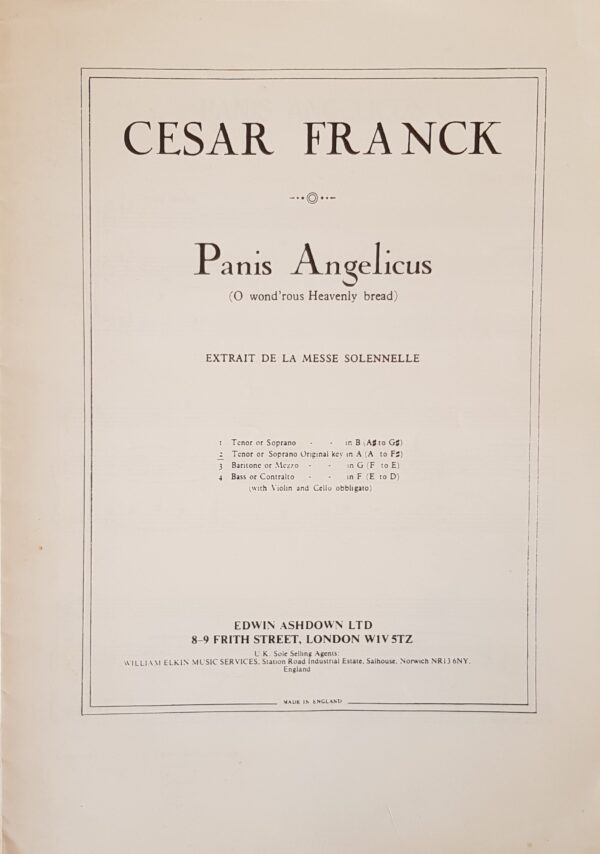 CESAR FRANCK
Panis Angelicus
(O wond'rous Heavenly bread)
EXTRAIT DE LA MESSE SOLENNELLE
1 Tenor or Soprano - - in B (A♯ to G♯)
2 Tenor or Soprano Original key in A (A to F♯)
3 Baritone or Mezzo - - in G (F to E)
4 Bass or Contralto - - in F (E to D)
(with Violin and Cello obbligato)
EDWIN ASHDOWN LTD
8-9 FRITH STREET, LONDON W1V 5TZ
U.K. Sole Selling Agents:
WILLIAM ELKIN MUSIC SERVICES, Station Road Industrial Estate, Salhouse, Norwich NR13 6NY,
England
MADE IN ENGLAND